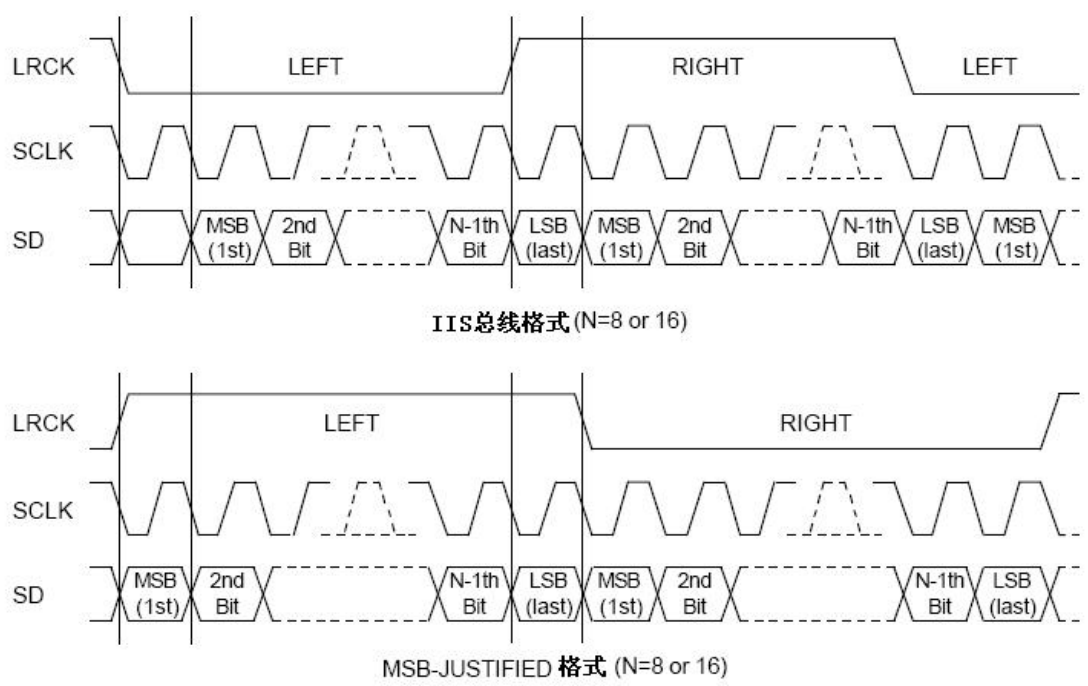 LRCK LEFT RIGHT LEFT
SCLK
SD MSB (1st) 2nd Bit N-1th Bit LSB (last) MSB (1st) 2nd Bit N-1th Bit LSB (last) MSB (1st)
IIS总线格式(N=8 or 16)
LRCK LEFT RIGHT
SCLK
SD MSB (1st) 2nd Bit N-1th Bit LSB (last) MSB (1st) 2nd Bit N-1th Bit LSB (last)
MSB-JUSTIFIED 格式 (N=8 or 16)